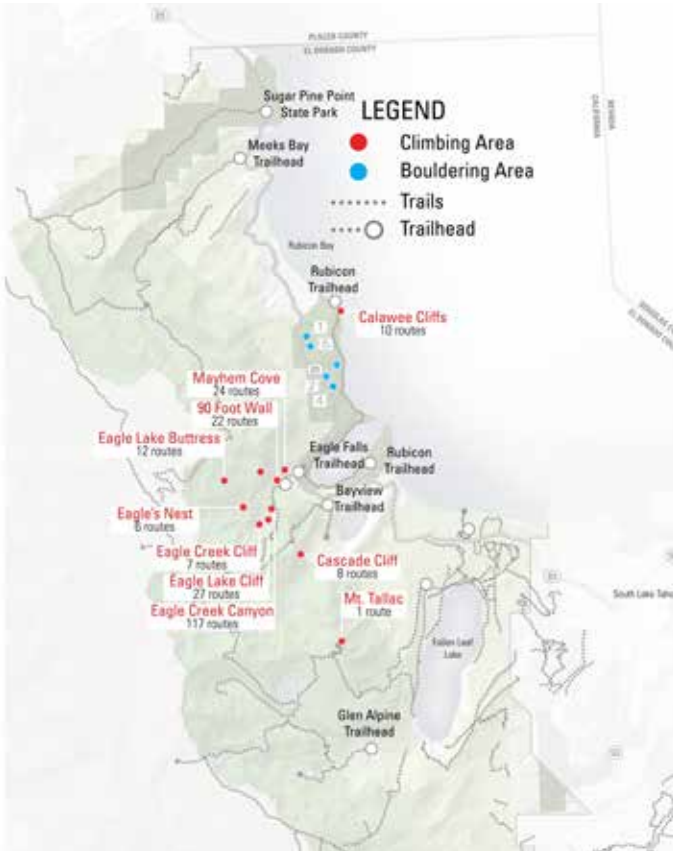 PLACER COUNTY
EL DORADO COUNTY
NEVADA
CALIFORNIA
Sugar Pine Point
State Park
Meeks Bay
Trailhead
LEGEND
Climbing Area
Bouldering Area
Trails
Trailhead
Rubicon Bay
Rubicon
Trailhead
Calawee Cliffs
10 routes
1
Mayhem Cove
24 routes
90 Foot Wall
22 routes
Eagle Lake Buttress
12 routes
Eagle Falls
Trailhead
Rubicon
Trailhead
Bayview
Trailhead
Eagle's Nest
6 routes
Eagle Creek Cliff
7 routes
Eagle Lake Cliff
27 routes
Eagle Creek Canyon
117 routes
Cascade Cliff
8 routes
Mt. Tallac
1 route
Fallen Leaf
Lake
Glen Alpine
Trailhead